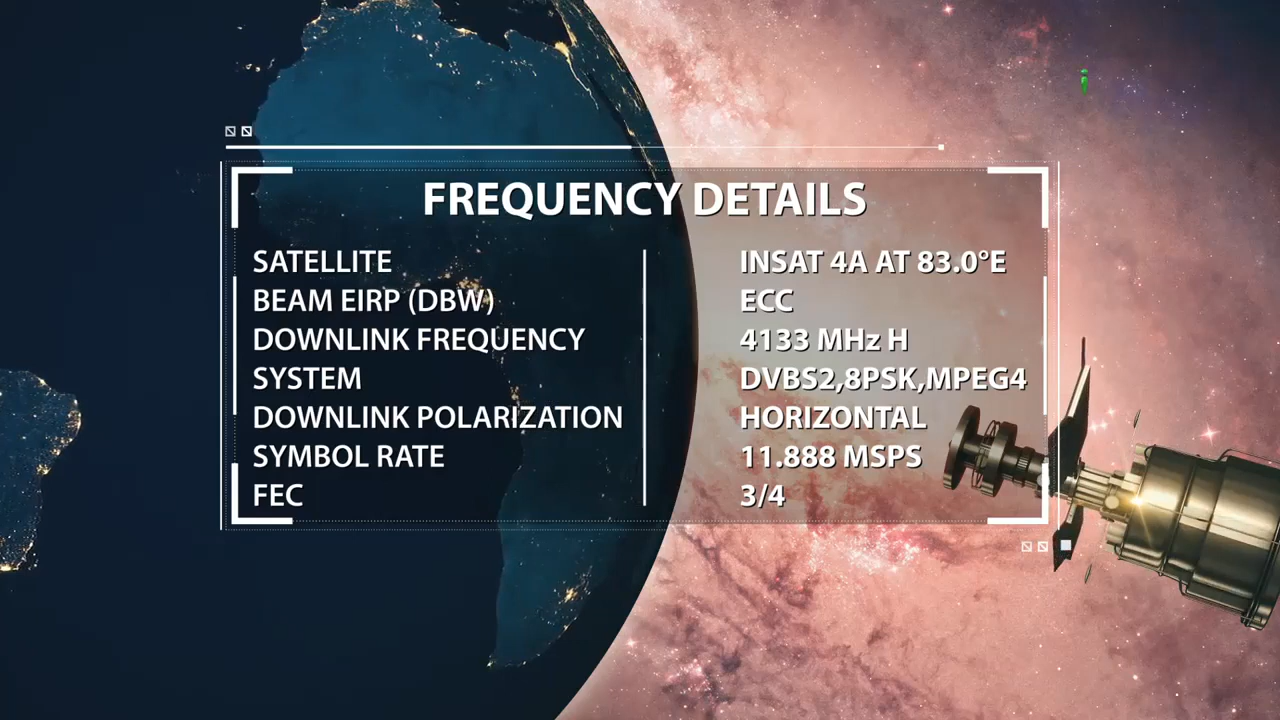 FREQUENCY DETAILS
SATELLITE INSAT 4A AT 83.0°E
BEAM EIRP (DBW) ECC
DOWNLINK FREQUENCY 4133 MHz H
SYSTEM DVBS2,8PSK,MPEG4
DOWNLINK POLARIZATION HORIZONTAL
SYMBOL RATE 11.888 MSPS
FEC 3/4